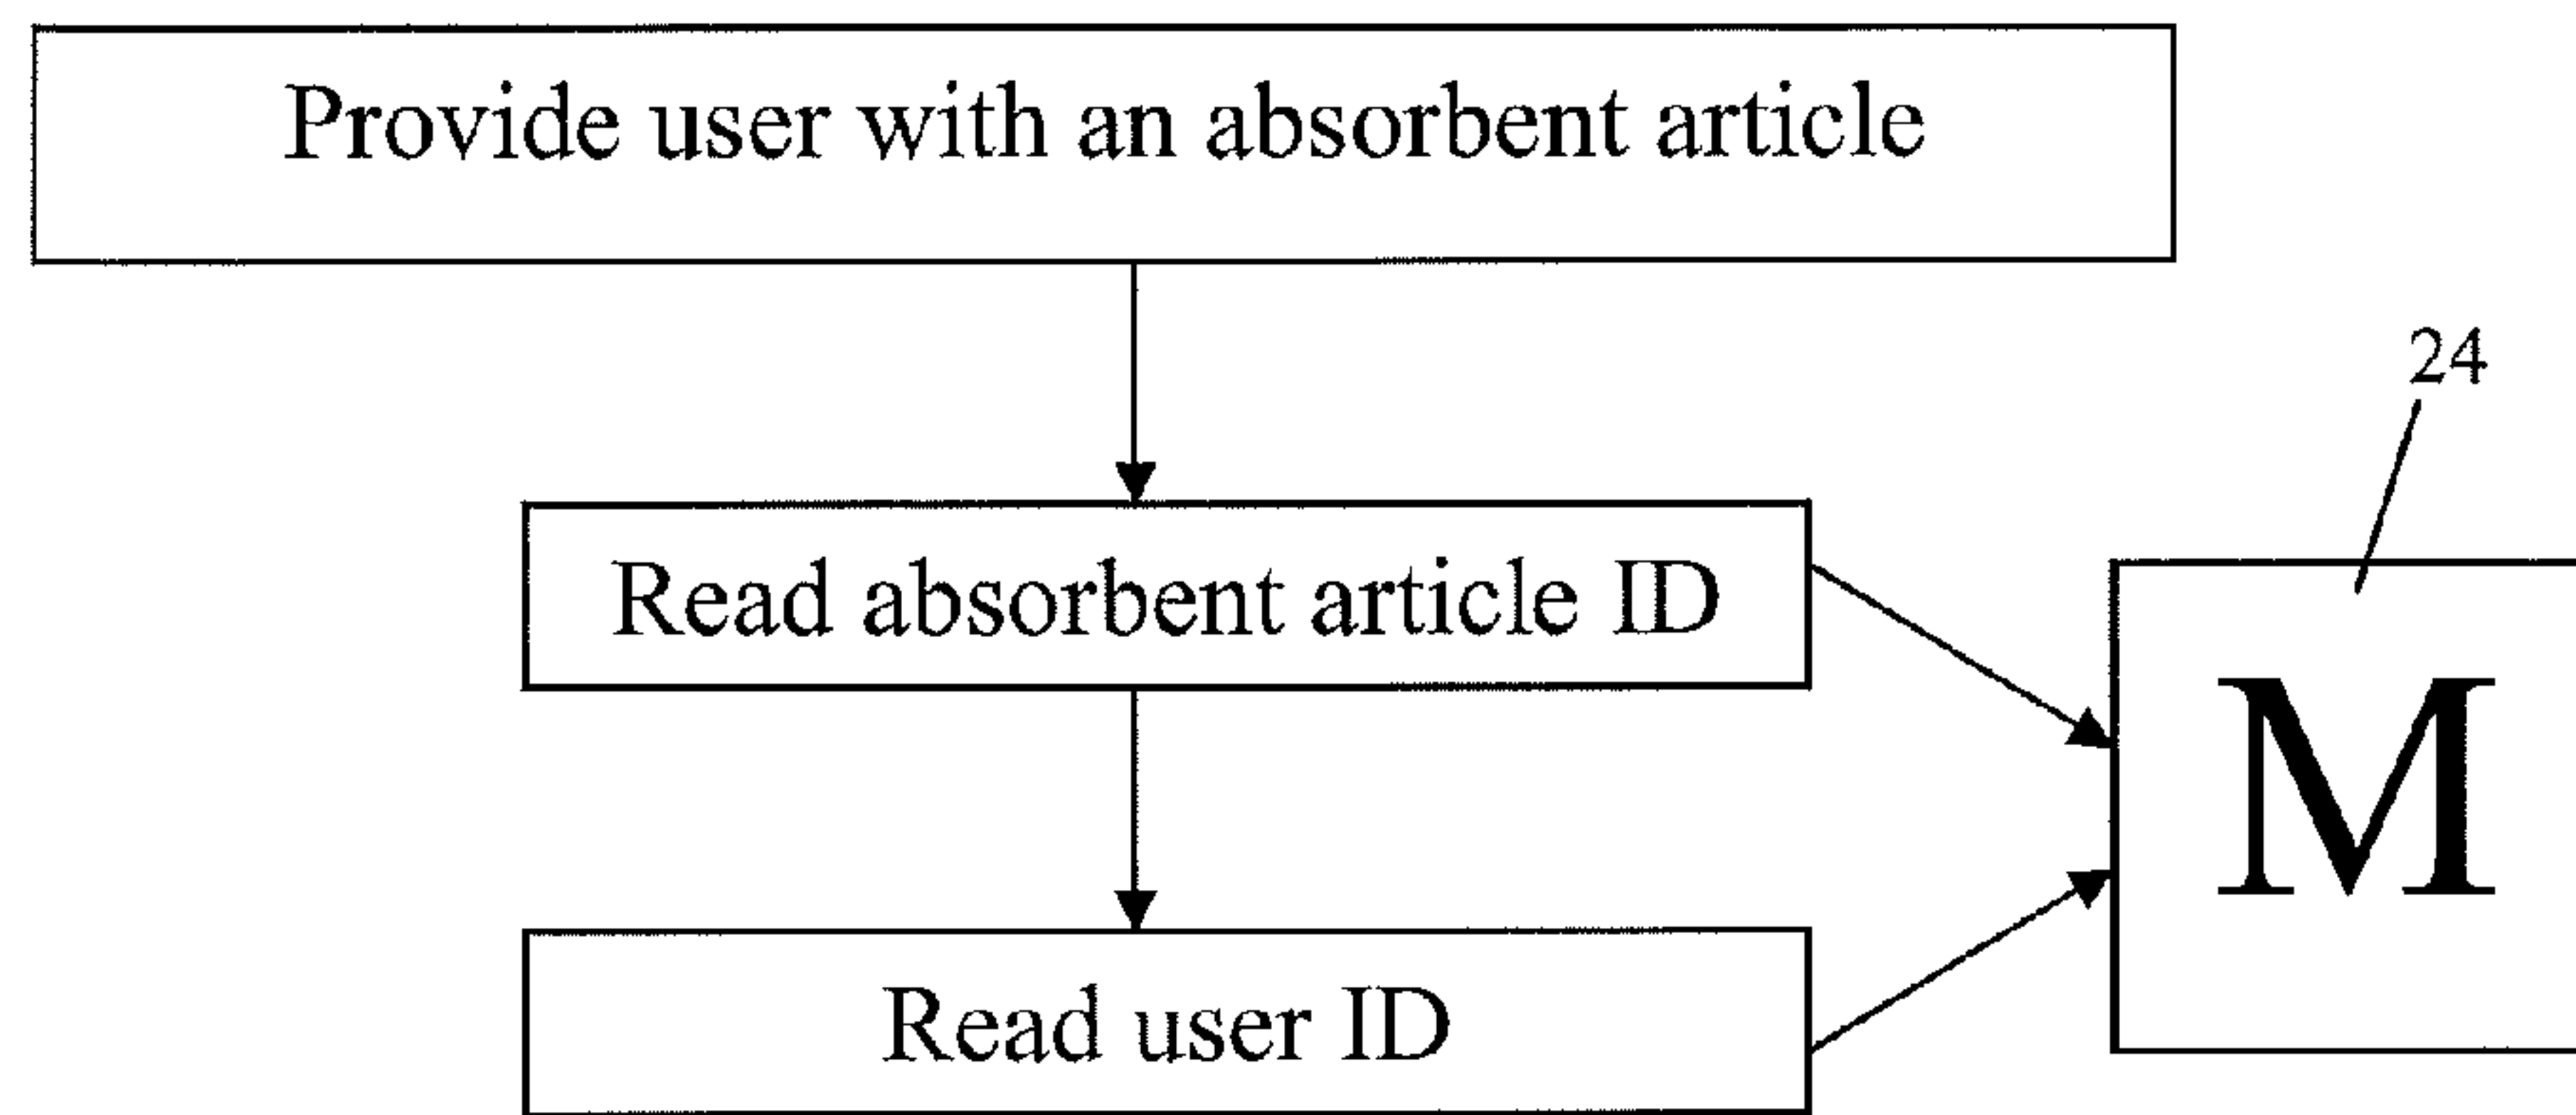 Provide user with an absorbent article
24
Read absorbent article ID
M
Read user ID